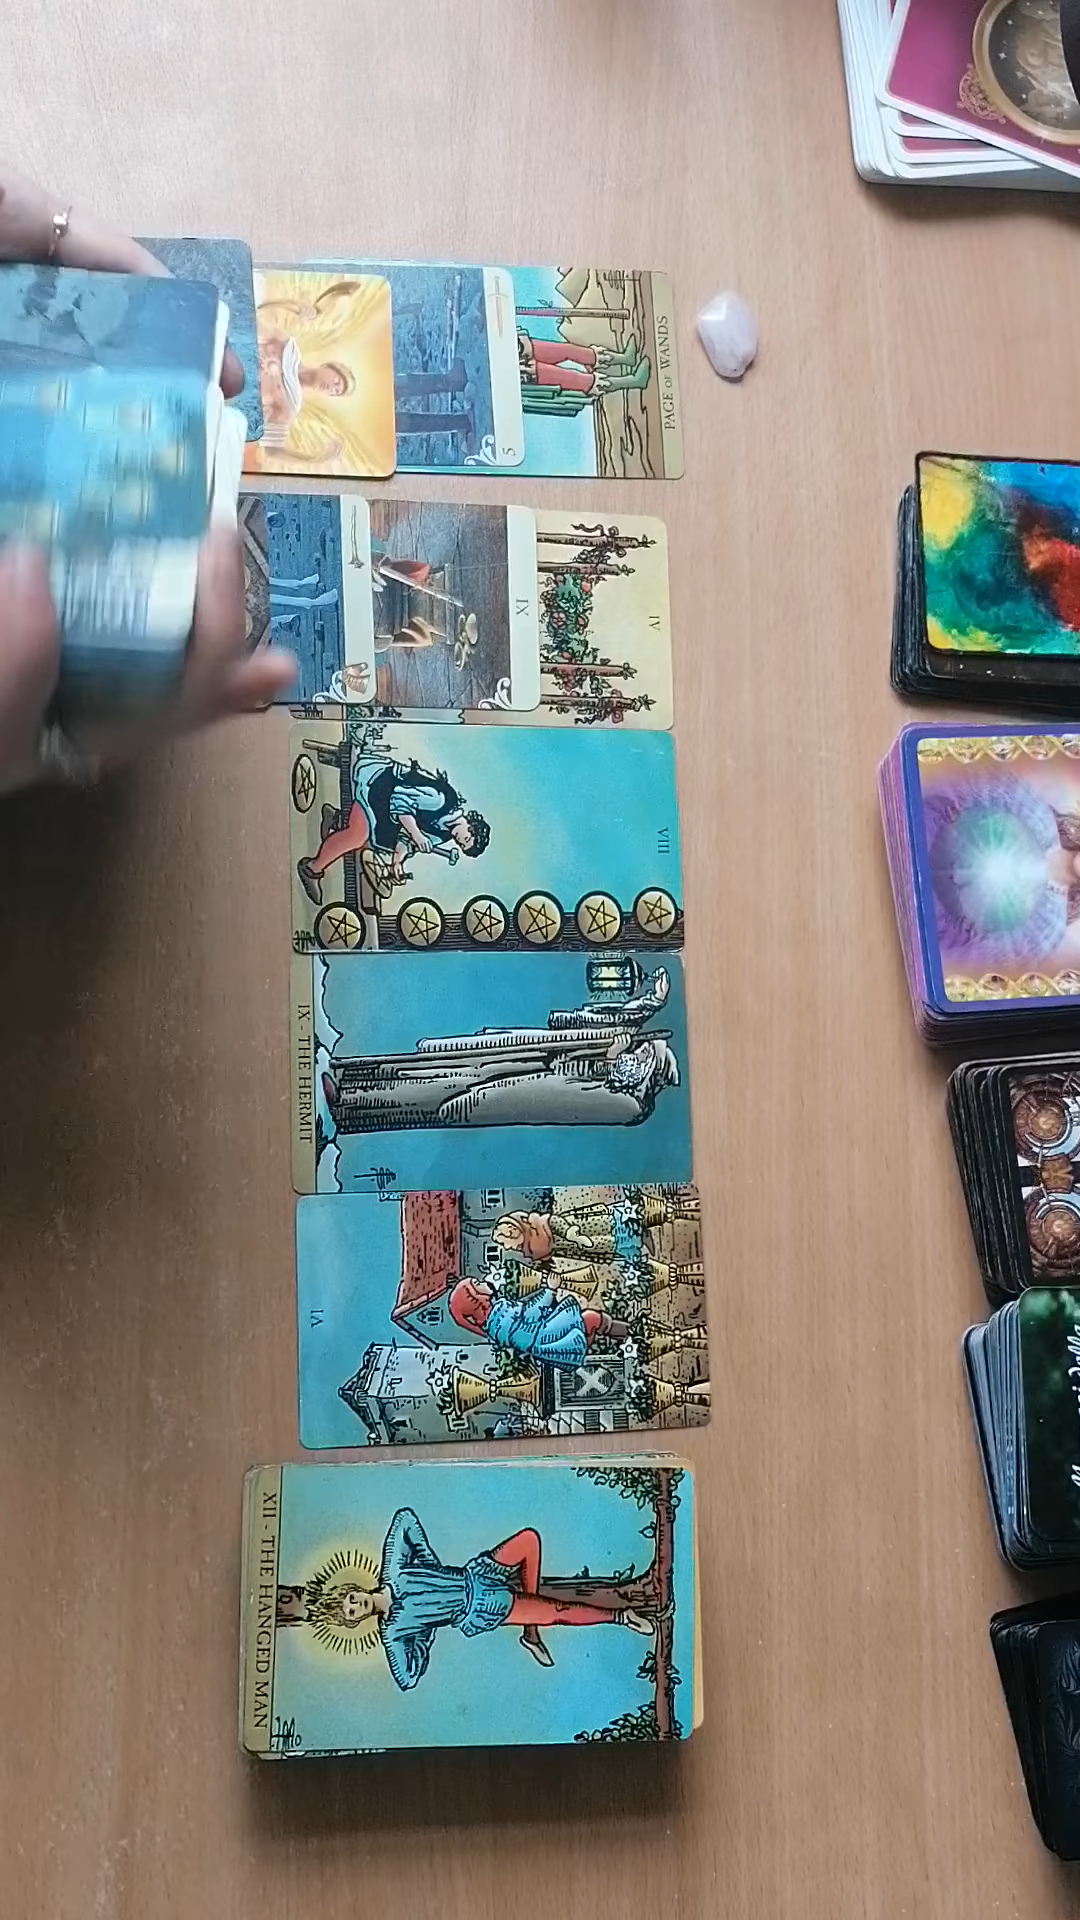 PAGE OF WANDS
5
IV
XI
VIII
IX - THE HERMIT
VI
XII - THE HANGED MAN